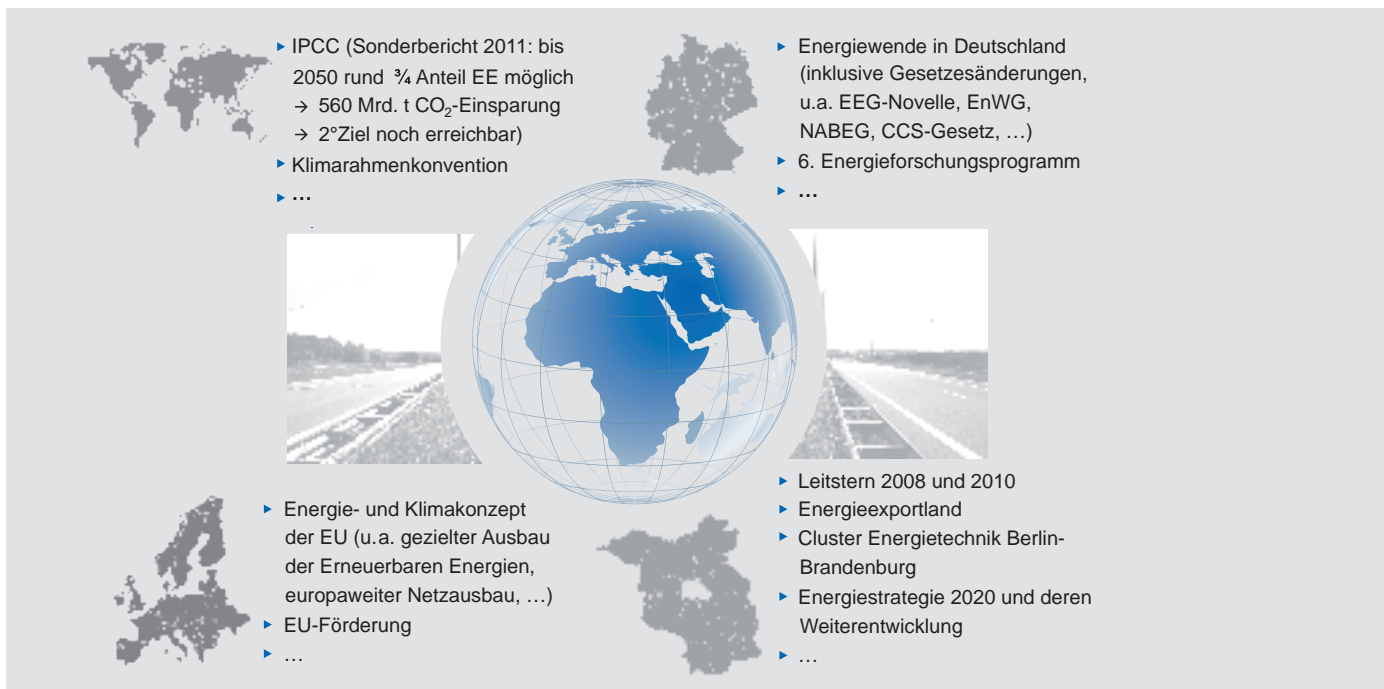 IPCC (Sonderbericht 2011: bis
2050 rund ¾ Anteil EE möglich
→ 560 Mrd. t CO₂-Einsparung
→ 2°Ziel noch erreichbar)
Klimarahmenkonvention
...
Energiewende in Deutschland
(inklusive Gesetzesänderungen,
u.a. EEG-Novelle, EnWG,
NABEG, CCS-Gesetz, ...)
6. Energieforschungsprogramm
...
Energie- und Klimakonzept
der EU (u.a. gezielter Ausbau
der Erneuerbaren Energien,
europaweiter Netzausbau, ...)
EU-Förderung
...
Leitstern 2008 und 2010
Energieexportland
Cluster Energietechnik Berlin-
Brandenburg
Energiestrategie 2020 und deren
Weiterentwicklung
...